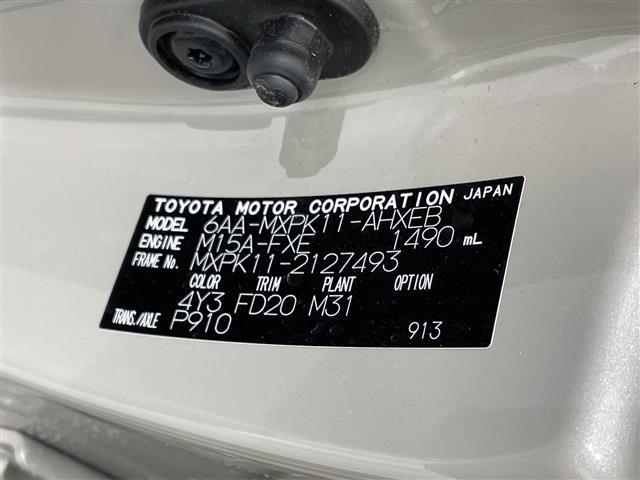 TOYOTA MOTOR CORPORATION JAPAN
MODEL 6AA-MXPK11-AHXEB
ENGINE M15A-FXE 1490 mL
FRAME No. MXPK11-2127493
COLOR TRIM PLANT OPTION
4Y3 FD20 M31
TRANS./AXLE P910 913